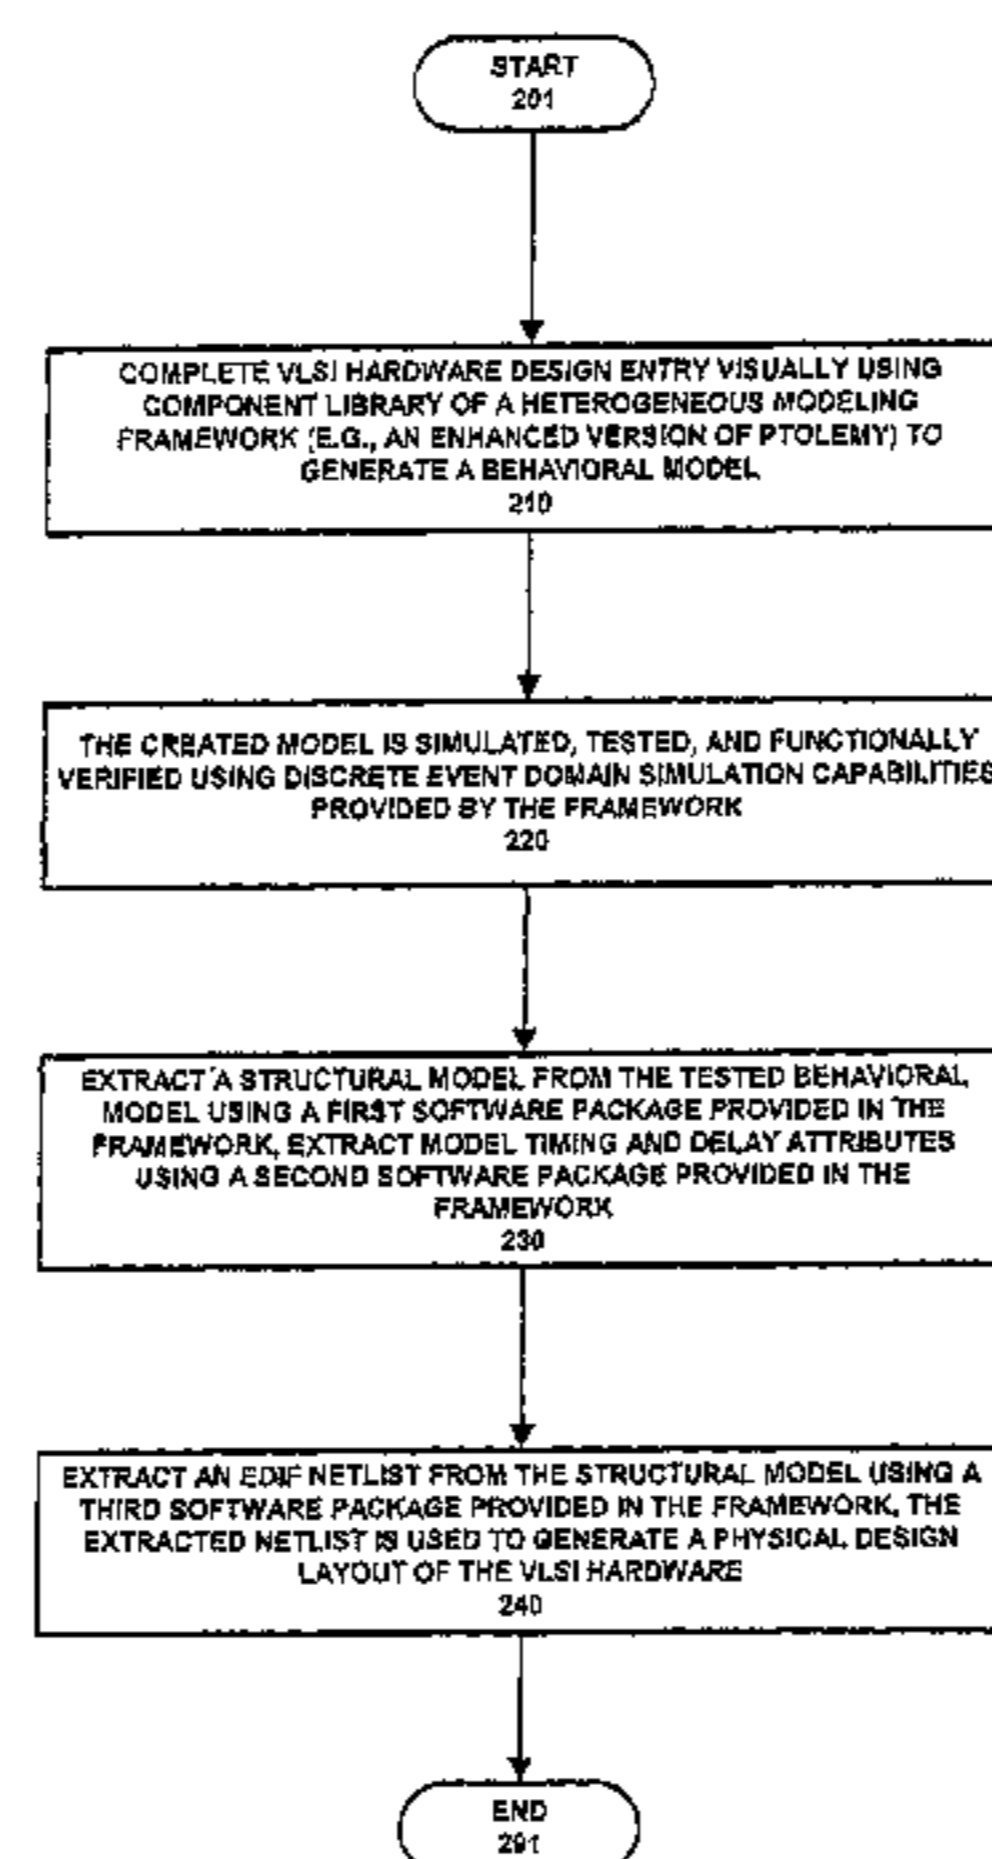 START
201
COMPLETE VLSI HARDWARE DESIGN ENTRY VISUALLY USING
COMPONENT LIBRARY OF A HETEROGENEOUS MODELING
FRAMEWORK (E.G., AN ENHANCED VERSION OF PTOLEMY) TO
GENERATE A BEHAVIORAL MODEL
210
THE CREATED MODEL IS SIMULATED, TESTED, AND FUNCTIONALLY
VERIFIED USING DISCRETE EVENT DOMAIN SIMULATION CAPABILITIES
PROVIDED BY THE FRAMEWORK
220
EXTRACT A STRUCTURAL MODEL FROM THE TESTED BEHAVIORAL
MODEL USING A FIRST SOFTWARE PACKAGE PROVIDED IN THE
FRAMEWORK, EXTRACT MODEL TIMING AND DELAY ATTRIBUTES
USING A SECOND SOFTWARE PACKAGE PROVIDED IN THE
FRAMEWORK
230
EXTRACT AN EDIF NETLIST FROM THE STRUCTURAL MODEL USING A
THIRD SOFTWARE PACKAGE PROVIDED IN THE FRAMEWORK, THE
EXTRACTED NETLIST IS USED TO GENERATE A PHYSICAL DESIGN
LAYOUT OF THE VLSI HARDWARE
240
END
291